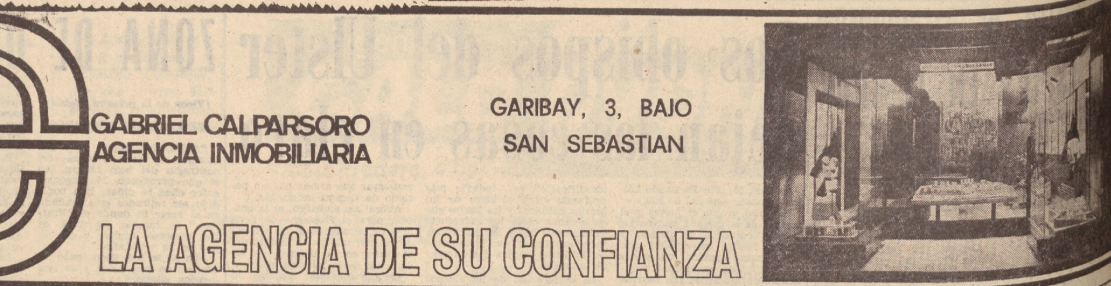 GABRIEL CALPARSORO
AGENCIA INMOBILIARIA
GARIBAY, 3, BAJO
SAN SEBASTIAN
LA AGENCIA DE SU CONFIANZA